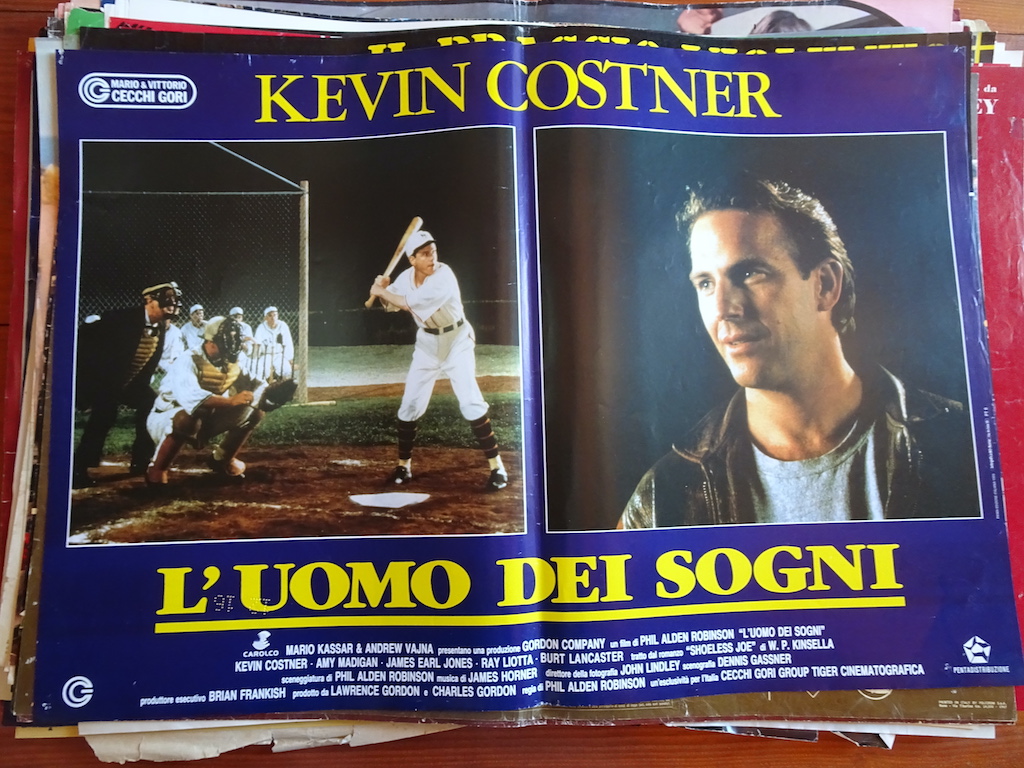 MARIO & VITTORIO
CECCHI GORI
KEVIN COSTNER
da
EY
L'UOMO DEI SOGNI
CAROLCO
MARIO KASSAR & ANDREW VAJNA presentano una produzione GORDON COMPANY un film di PHIL ALDEN ROBINSON "L'UOMO DEI SOGNI"
KEVIN COSTNER · AMY MADIGAN · JAMES EARL JONES · RAY LIOTTA · BURT LANCASTER tratto dal romanzo "SHOELESS JOE" di W. P. KINSELLA
sceneggiatura di PHIL ALDEN ROBINSON musica di JAMES HORNER direttore della fotografia JOHN LINDLEY scenografia DENNIS GASSNER
produttore esecutivo BRIAN FRANKISH prodotto da LAWRENCE GORDON e CHARLES GORDON regia di PHIL ALDEN ROBINSON un'esclusività per l'Italia CECCHI GORI GROUP TIGER CINEMATOGRAFICA
PENTADISTRIBUZIONE